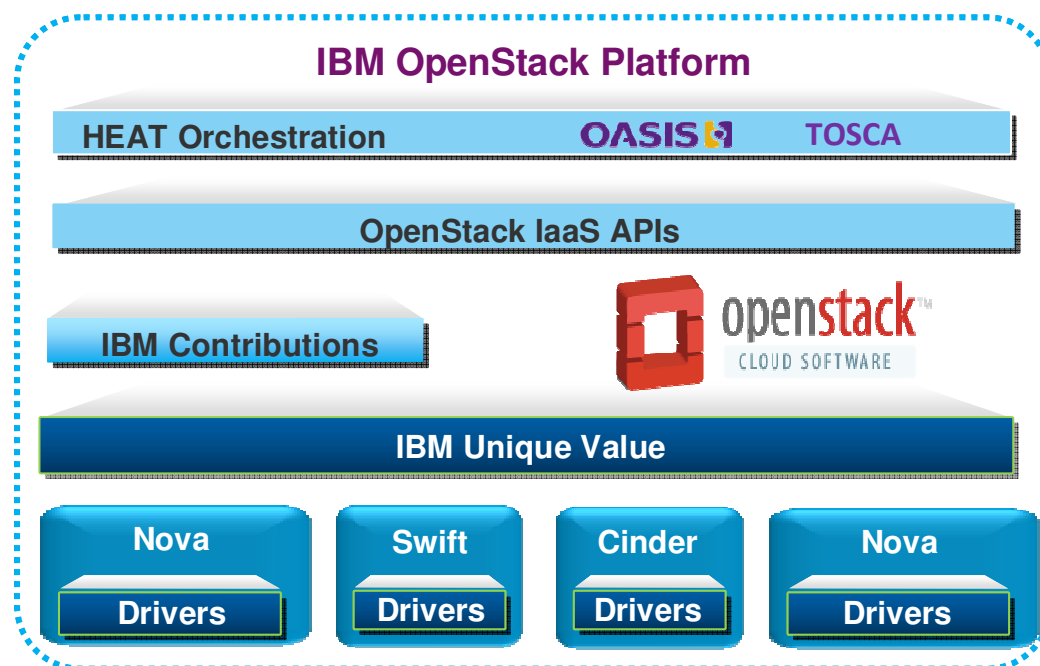 IBM OpenStack Platform
HEAT Orchestration OASIS TOSCA
OpenStack IaaS APIs
IBM Contributions
openstack™
CLOUD SOFTWARE
IBM Unique Value
Nova Swift Cinder Nova
Drivers Drivers Drivers Drivers